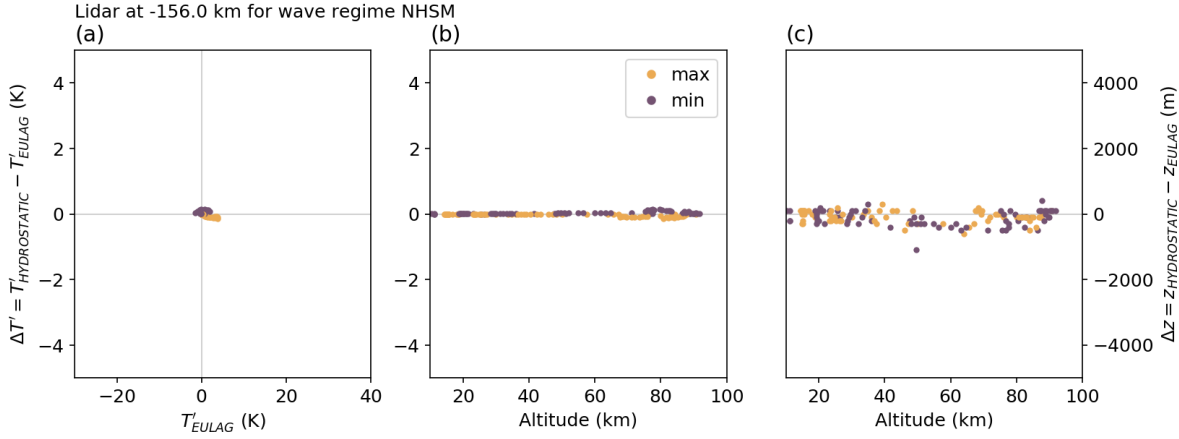 Lidar at -156.0 km for wave regime NHSM
(a)
(b)
(c)
ΔT′ = T′HYDROSTATIC − T′EULAG (K)
4
2
0
−2
−4
−20
0
20
40
T′EULAG (K)
max
min
4
2
0
−2
−4
20
40
60
80
100
Altitude (km)
4000
2000
0
−2000
−4000
20
40
60
80
100
Altitude (km)
Δz = zHYDROSTATIC − zEULAG (m)